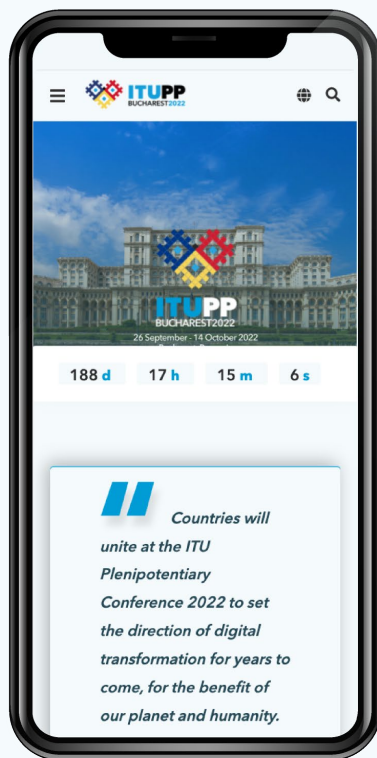 ITUPP
BUCHAREST2022
ITUPP
BUCHAREST2022
26 September - 14 October 2022
188 d 17 h 15 m 6 s
" Countries will
unite at the ITU
Plenipotentiary
Conference 2022 to set
the direction of digital
transformation for years to
come, for the benefit of
our planet and humanity.